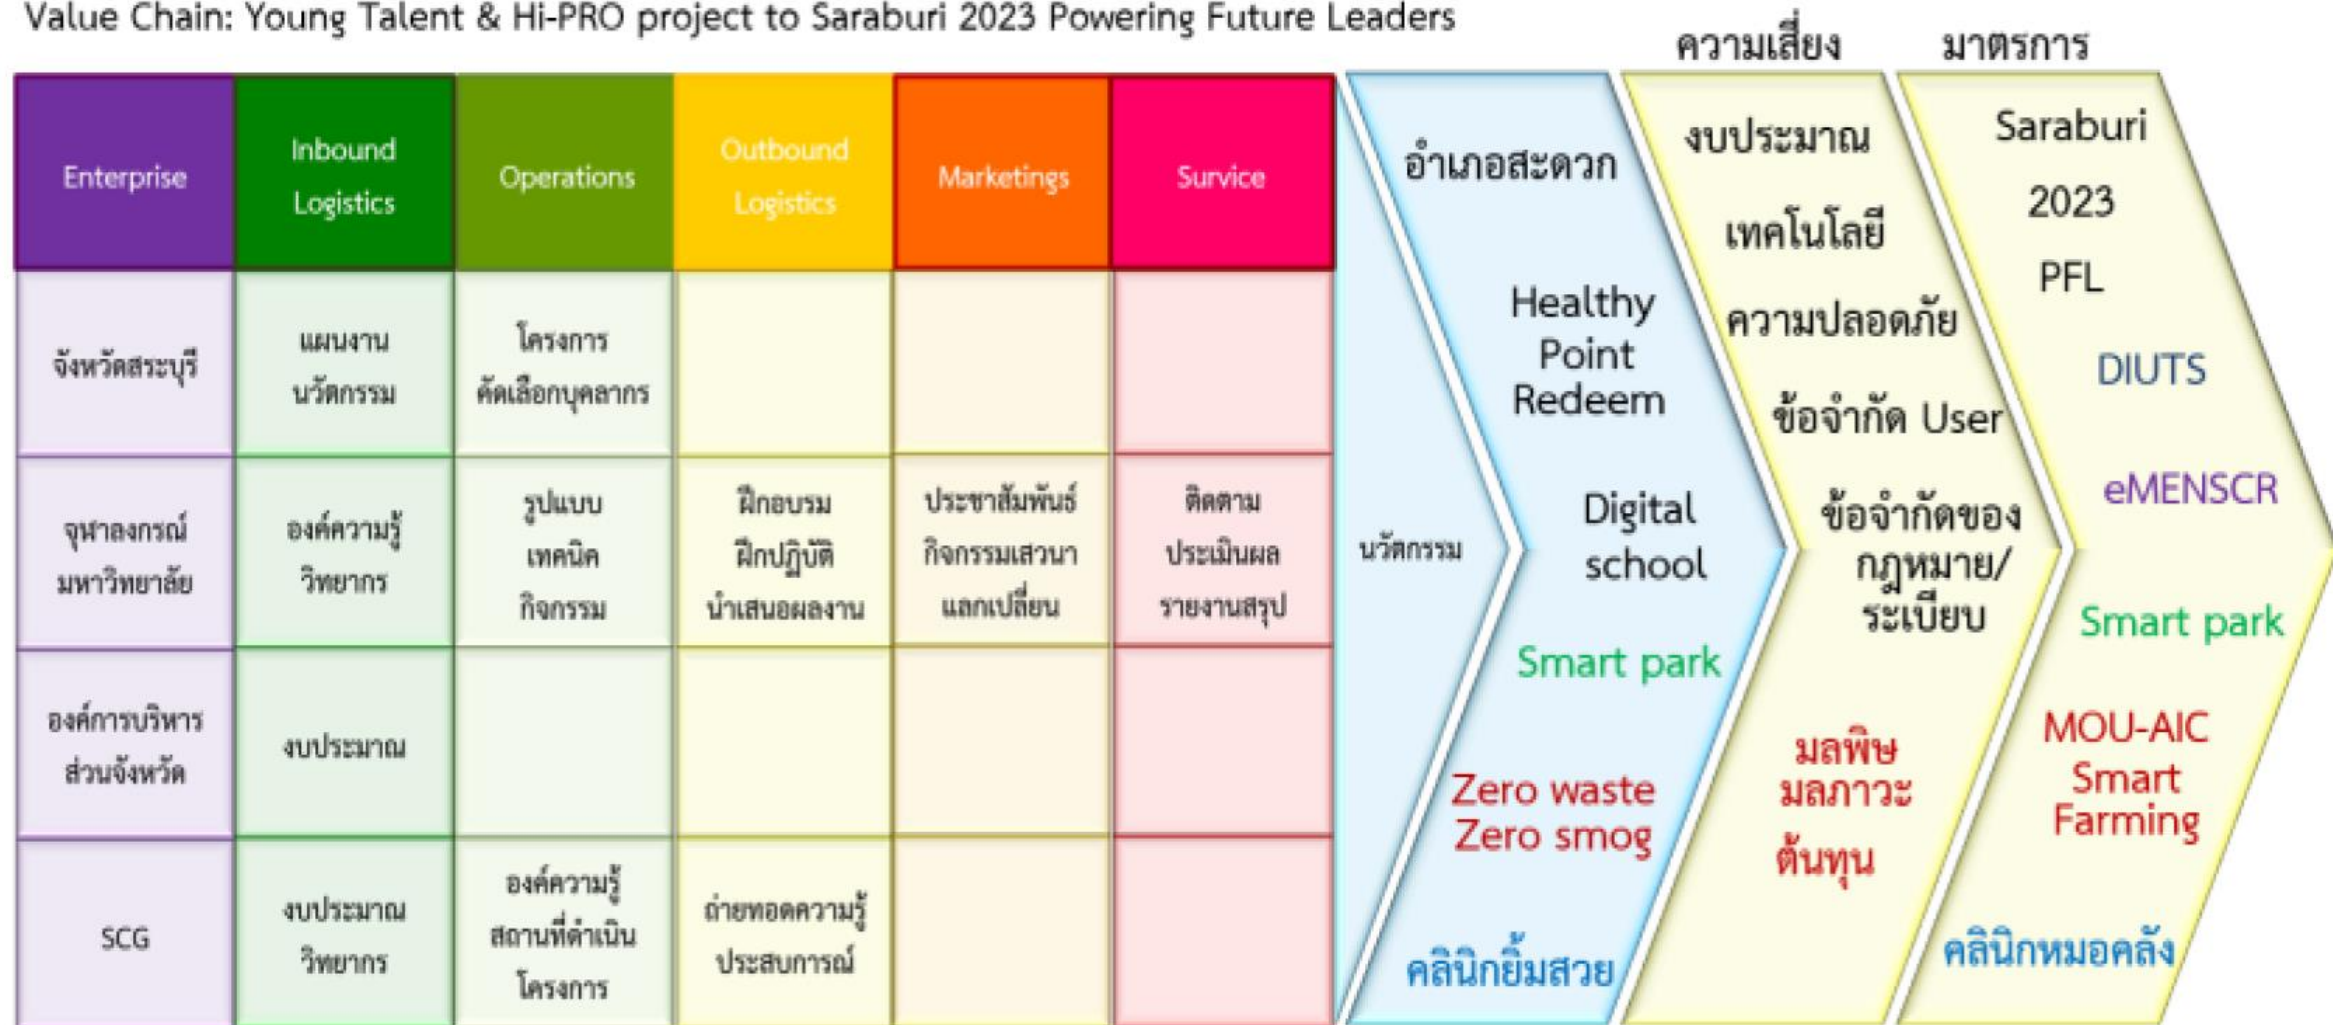 Value Chain: Young Talent & Hi-PRO project to Saraburi 2023 Powering Future Leaders
ความเสี่ยง
มาตรการ
Enterprise
Inbound
Logistics
Operations
Outbound
Logistics
Marketings
Survice
จังหวัดสระบุรี
แผนงาน
นวัตกรรม
โครงการ
คัดเลือกบุคลากร
จุฬาลงกรณ์
มหาวิทยาลัย
องค์ความรู้
วิทยากร
รูปแบบ
เทคนิค
กิจกรรม
ฝึกอบรม
ฝึกปฏิบัติ
นำเสนอผลงาน
ประชาสัมพันธ์
กิจกรรมเสวนา
แลกเปลี่ยน
ติดตาม
ประเมินผล
รายงานสรุป
องค์การบริหาร
ส่วนจังหวัด
งบประมาณ
SCG
งบประมาณ
วิทยากร
องค์ความรู้
สถานที่ดำเนิน
โครงการ
ถ่ายทอดความรู้
ประสบการณ์
นวัตกรรม
อำเภอสะดวก
Healthy
Point
Redeem
Digital
school
Smart park
Zero waste
Zero smog
คลินิกยิ้มสวย
งบประมาณ
เทคโนโลยี
ความปลอดภัย
ข้อจำกัด User
ข้อจำกัดของ
กฎหมาย/
ระเบียบ
มลพิษ
มลภาวะ
ต้นทุน
Saraburi
2023
PFL
DIUTS
eMENSCR
Smart park
MOU-AIC
Smart
Farming
คลินิกหมอคลัง